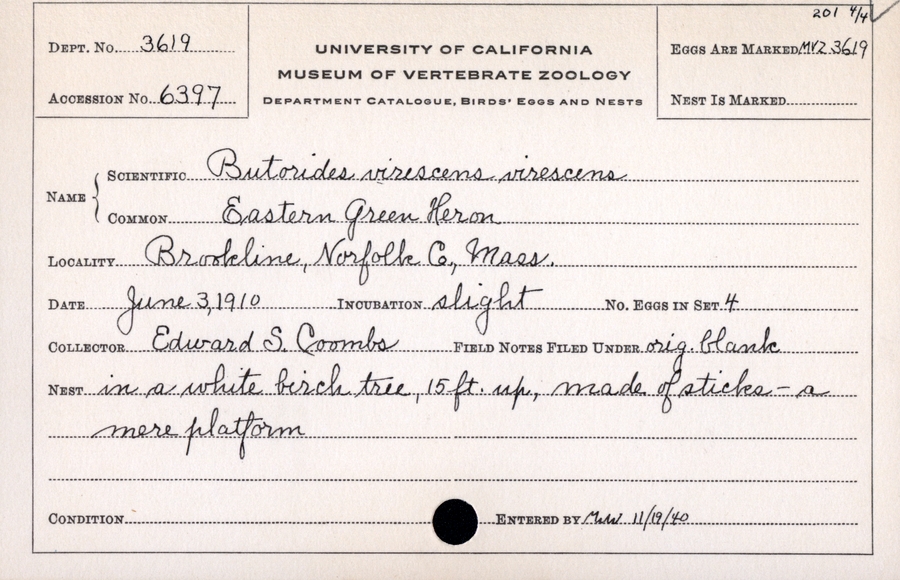 201 4/4
DEPT. NO. 3619
UNIVERSITY OF CALIFORNIA
EGGS ARE MARKED MVZ 3619
MUSEUM OF VERTEBRATE ZOOLOGY
ACCESSION NO. 6397
DEPARTMENT CATALOGUE, BIRDS' EGGS AND NESTS
NEST IS MARKED
NAME
SCIENTIFIC Butorides virescens virescens
COMMON Eastern Green Heron
LOCALITY Brookline, Norfolk Co., Mass.
DATE June 3, 1910 INCUBATION slight NO. EGGS IN SET 4
COLLECTOR Edward S. Coombs FIELD NOTES FILED UNDER orig. blank
NEST in a white birch tree, 15 ft. up, made of sticks – a
mere platform
CONDITION ENTERED BY 11/19/40